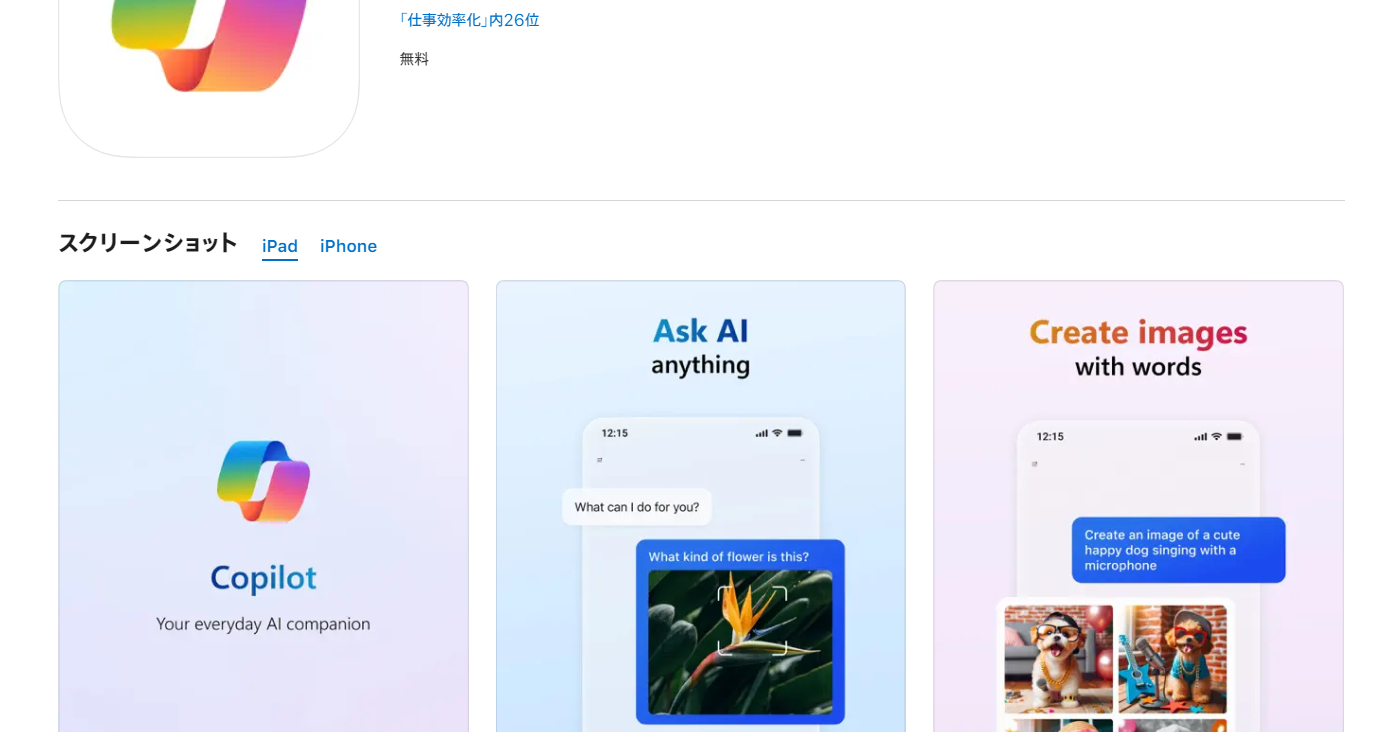 「仕事効率化」内26位
無料
スクリーンショット
iPad
iPhone
Copilot
Your everyday AI companion
Ask AI
anything
12:15
What can I do for you?
What kind of flower is this?
Create images
with words
12:15
Create an image of a cute
happy dog singing with a
microphone